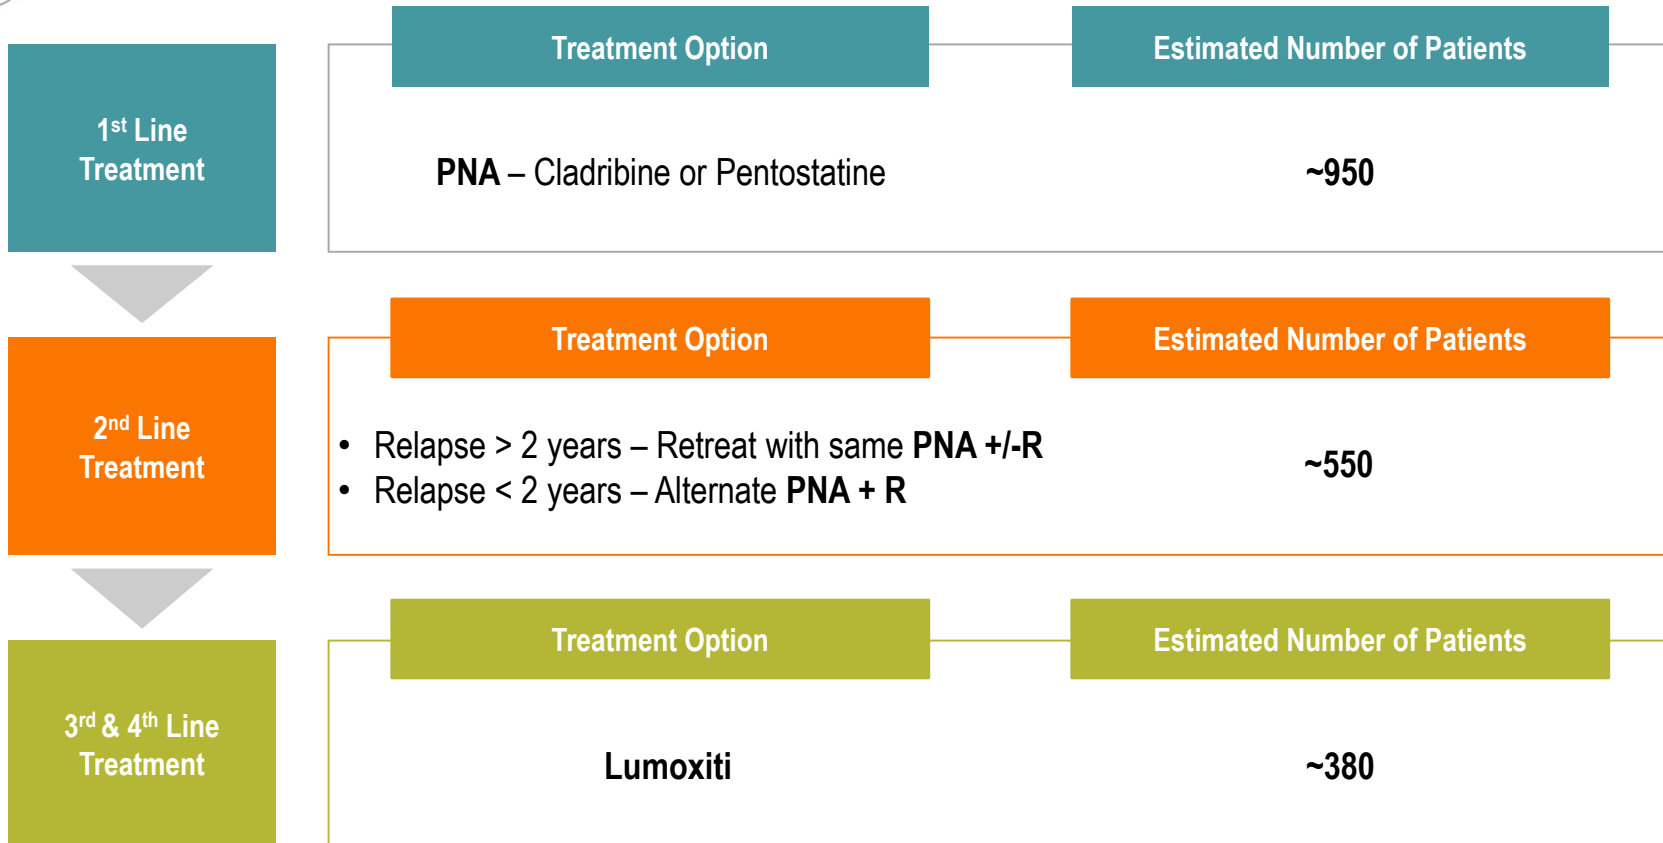 Treatment Option
Estimated Number of Patients
1st Line
Treatment
PNA – Cladribine or Pentostatine
~950
Treatment Option
Estimated Number of Patients
2nd Line
Treatment
• Relapse > 2 years – Retreat with same PNA +/-R
• Relapse < 2 years – Alternate PNA + R
~550
Treatment Option
Estimated Number of Patients
3rd & 4th Line
Treatment
Lumoxiti
~380